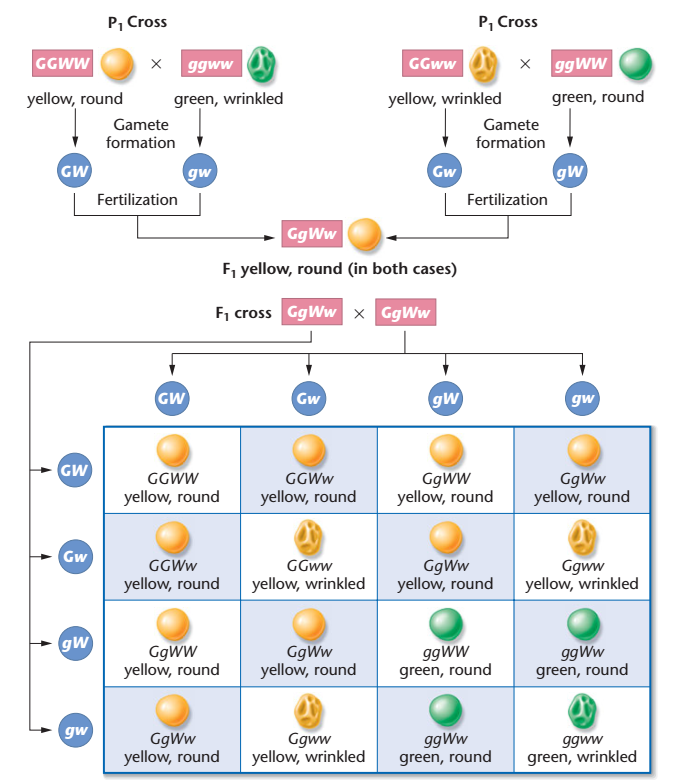 P1 Cross
P1 Cross
GGWW × ggww
GGww × ggWW
yellow, round green, wrinkled
yellow, wrinkled green, round
Gamete
formation
Gamete
formation
GW gw
Gw gW
Fertilization
Fertilization
GgWw
F1 yellow, round (in both cases)
F1 cross GgWw × GgWw
GW Gw gW gw
GW
GGWW GGWw GgWW GgWw
yellow, round yellow, round yellow, round yellow, round
Gw
GGWw GGww GgWw Ggww
yellow, round yellow, wrinkled yellow, round yellow, wrinkled
gW
GgWW GgWw ggWW ggWw
yellow, round yellow, round green, round green, round
gw
GgWw Ggww ggWw ggww
yellow, round yellow, wrinkled green, round green, wrinkled